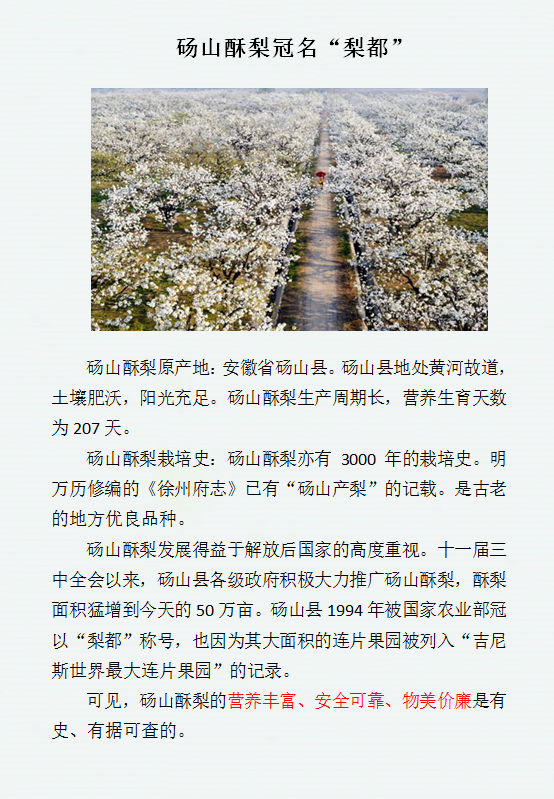 砀山酥梨冠名“梨都”
砀山酥梨原产地：安徽省砀山县。砀山县地处黄河故道，
土壤肥沃，阳光充足。砀山酥梨生产周期长，营养生育天数
为 207 天。
砀山酥梨栽培史：砀山酥梨亦有 3000 年的栽培史。明
万历修编的《徐州府志》已有“砀山产梨”的记载。是古老
的地方优良品种。
砀山酥梨发展得益于解放后国家的高度重视。十一届三
中全会以来，砀山县各级政府积极大力推广砀山酥梨，酥梨
面积猛增到今天的 50 万亩。砀山县 1994 年被国家农业部冠
以“梨都”称号，也因为其大面积的连片果园被列入“吉尼
斯世界最大连片果园”的记录。
可见，砀山酥梨的营养丰富、安全可靠、物美价廉是有
史、有据可查的。